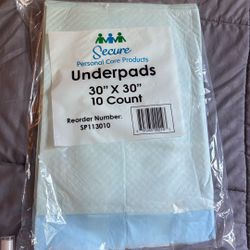 Secure
Personal Care Products
Underpads
30" X 30"
10 Count
Reorder Number:
SP113010